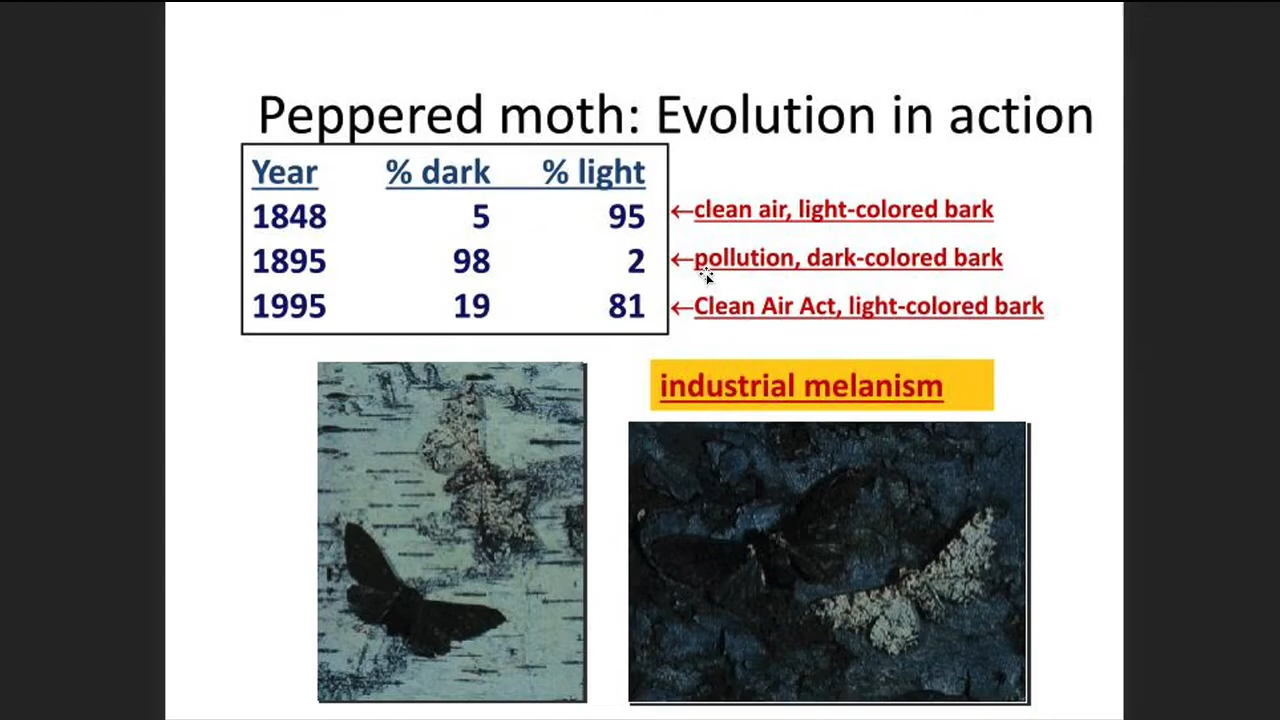 Peppered moth: Evolution in action
Year % dark % light
1848 5 95 ←clean air, light-colored bark
1895 98 2 ←pollution, dark-colored bark
1995 19 81 ←Clean Air Act, light-colored bark
industrial melanism